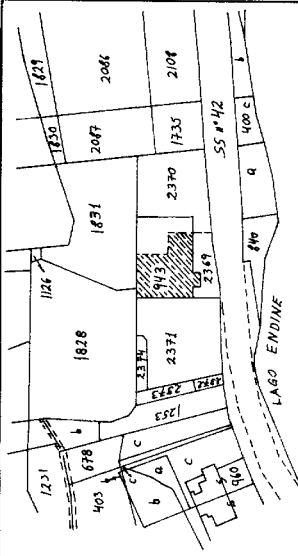 1829
2086
2108
b
1830
2087
1735
SS n° 42
400 c
a
1831
2370
840
1126
943
2369
1828
2374
2371
LAGO ENDINE
2373
2372
1253
b
c
678
1231
403
b
c
a
b
c
960